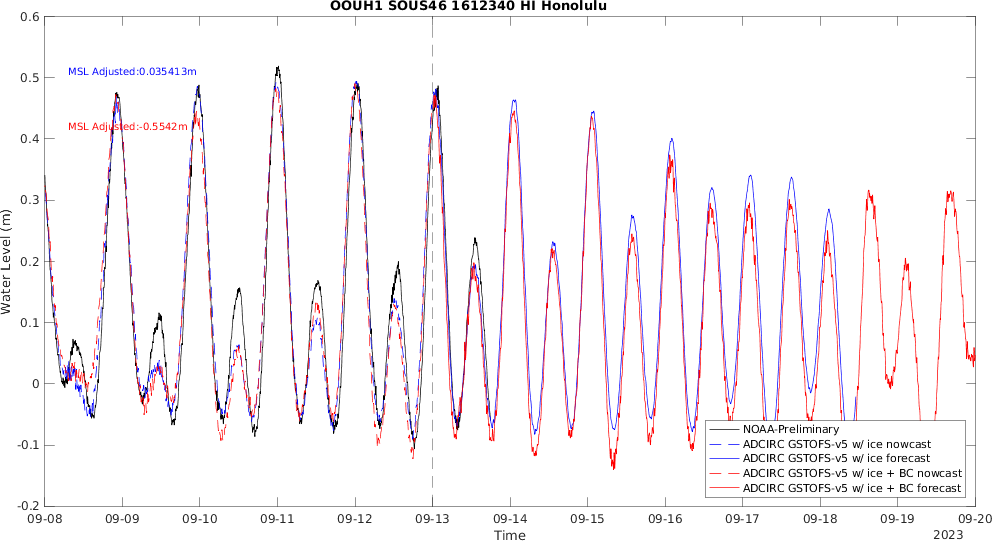 OOUH1 SOUS46 1612340 HI Honolulu
0.6
0.5
0.4
0.3
0.2
0.1
0
-0.1
-0.2
Water Level (m)
MSL Adjusted:0.035413m
MSL Adjusted:-0.5542m
NOAA-Preliminary
ADCIRC GSTOFS-v5 w/ ice nowcast
ADCIRC GSTOFS-v5 w/ ice forecast
ADCIRC GSTOFS-v5 w/ ice + BC nowcast
ADCIRC GSTOFS-v5 w/ ice + BC forecast
09-08 09-09 09-10 09-11 09-12 09-13 09-14 09-15 09-16 09-17 09-18 09-19 09-20
Time
2023